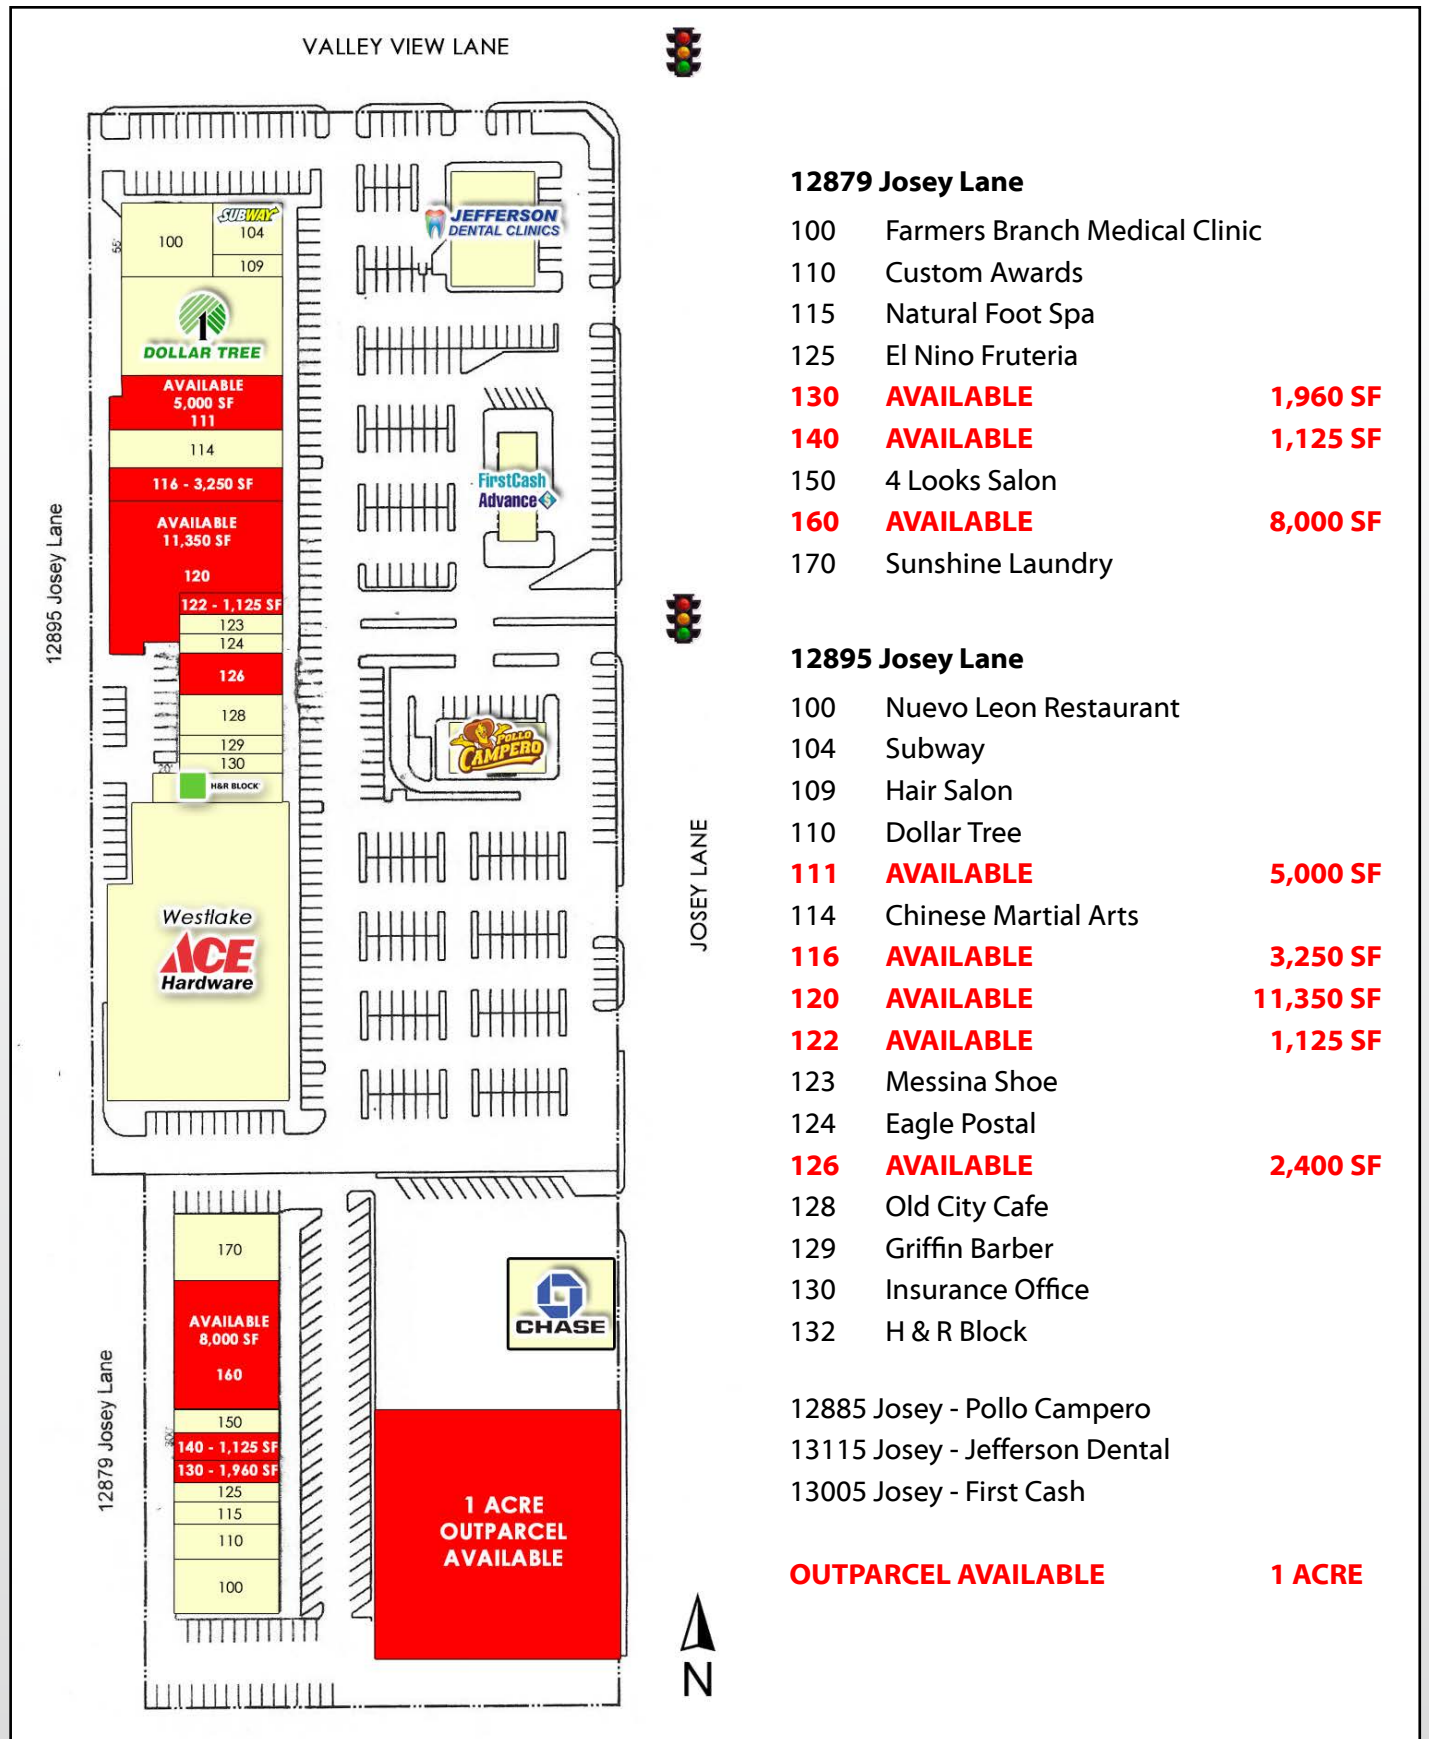 VALLEY VIEW LANE
SUBWAY
100
104
109
55'
JEFFERSON
DENTAL CLINICS
1
DOLLAR TREE
AVAILABLE
5,000 SF
111
114
116 - 3,250 SF
AVAILABLE
11,350 SF
120
FirstCash
Advance
$
12895 Josey Lane
122 - 1,125 SF
123
124
126
128
129
130
20'
H&R BLOCK
POLLO
CAMPERO
Westlake
ACE
Hardware
JOSEY LANE
170
AVAILABLE
8,000 SF
160
150
140 - 1,125 SF
130 - 1,960 SF
125
115
110
100
300'
12879 Josey Lane
CHASE
1 ACRE
OUTPARCEL
AVAILABLE
N
12879 Josey Lane
100 Farmers Branch Medical Clinic
110 Custom Awards
115 Natural Foot Spa
125 El Nino Fruteria
130 AVAILABLE 1,960 SF
140 AVAILABLE 1,125 SF
150 4 Looks Salon
160 AVAILABLE 8,000 SF
170 Sunshine Laundry
12895 Josey Lane
100 Nuevo Leon Restaurant
104 Subway
109 Hair Salon
110 Dollar Tree
111 AVAILABLE 5,000 SF
114 Chinese Martial Arts
116 AVAILABLE 3,250 SF
120 AVAILABLE 11,350 SF
122 AVAILABLE 1,125 SF
123 Messina Shoe
124 Eagle Postal
126 AVAILABLE 2,400 SF
128 Old City Cafe
129 Griffin Barber
130 Insurance Office
132 H & R Block
12885 Josey - Pollo Campero
13115 Josey - Jefferson Dental
13005 Josey - First Cash
OUTPARCEL AVAILABLE 1 ACRE